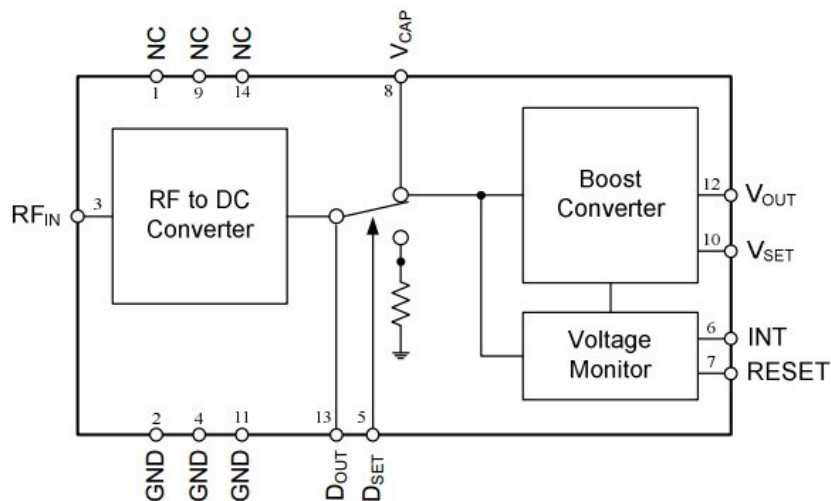 NC NC NC V_CAP
1 9 14 8
RF to DC
Converter
Boost
Converter
RF_IN 3
12 V_OUT
10 V_SET
Voltage
Monitor
6 INT
7 RESET
2 4 11 13 5
GND GND GND D_OUT D_SET